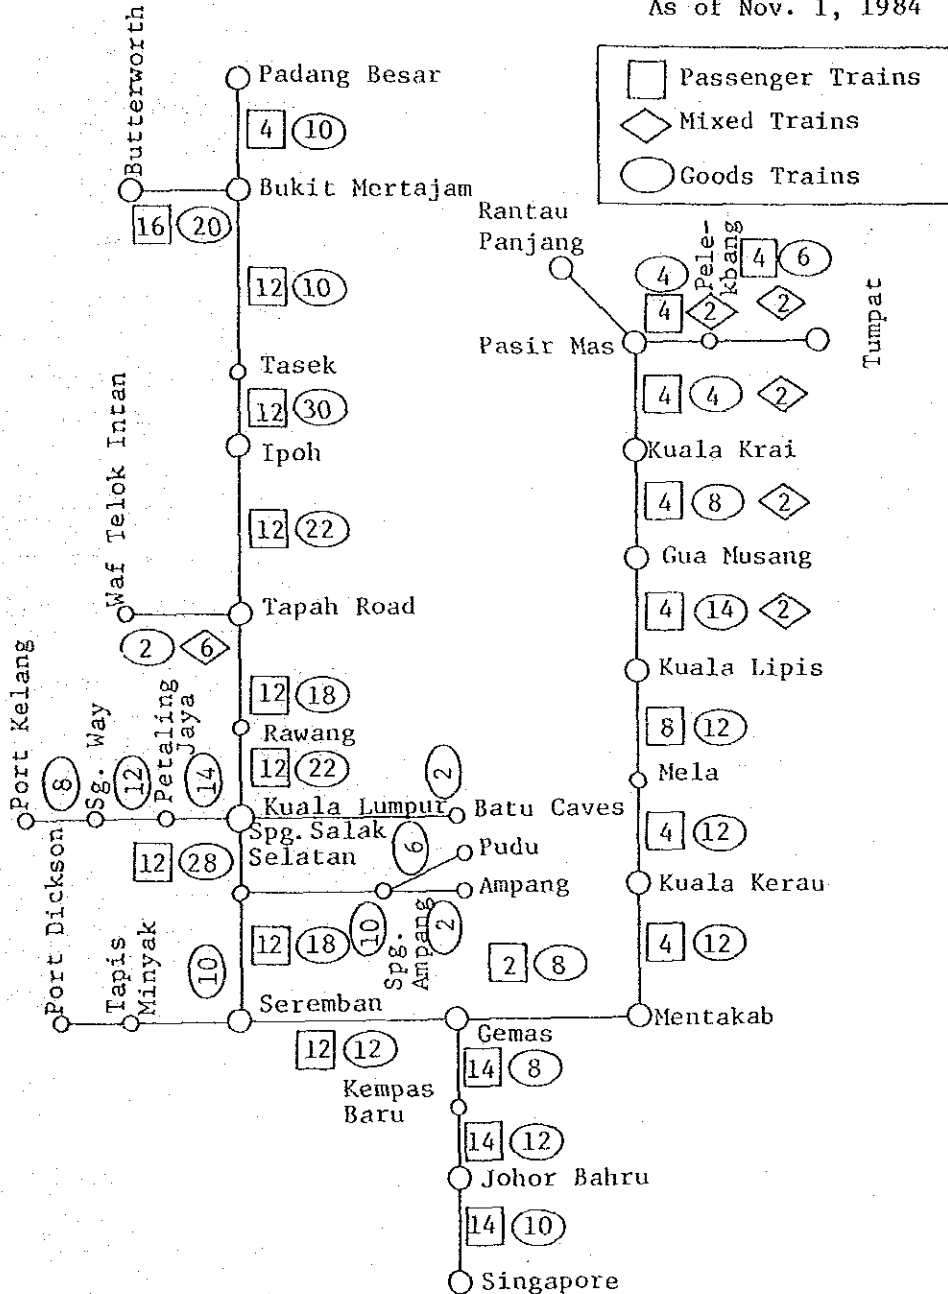 As of Nov. 1, 1984
Passenger Trains
Mixed Trains
Goods Trains
Butterworth
Padang Besar
4 10
Bukit Mertajam
16 20
12 10
Tasek
12 30
Ipoh
12 22
Waf Telok Intan
Tapah Road
2 6
12 18
Rawang
12 22
Port Kelang
8
Sg. Way
12
Petaling
Jaya
14
Kuala Lumpur
2
Batu Caves
Spg. Salak
Selatan
12 28
6
Pudu
Ampang
10
Spg.
Ampang
2
12 18
Port Dickson
Tapis
Minyak
10
Seremban
12 12
Gemas
2 8
Mentakab
14 8
Kempas
Baru
14 12
Johor Bahru
14 10
Singapore
Rantau
Panjang
Pasir Mas
4
4 2
Pele-
kbang
4 6
2
Tumpat
4 4 2
Kuala Krai
4 8 2
Gua Musang
4 14 2
Kuala Lipis
8 12
Mela
4 12
Kuala Kerau
4 12